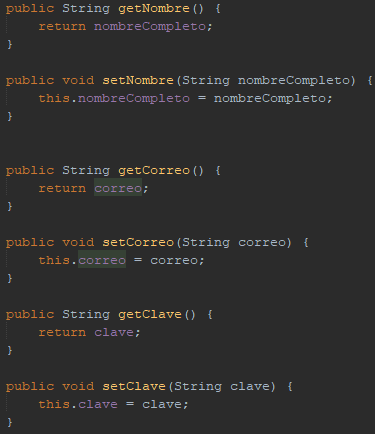 public String getNombre() {
    return nombreCompleto;
}
public void setNombre(String nombreCompleto) {
    this.nombreCompleto = nombreCompleto;
}
public String getCorreo() {
    return correo;
}
public void setCorreo(String correo) {
    this.correo = correo;
}
public String getClave() {
    return clave;
}
public void setClave(String clave) {
    this.clave = clave;
}